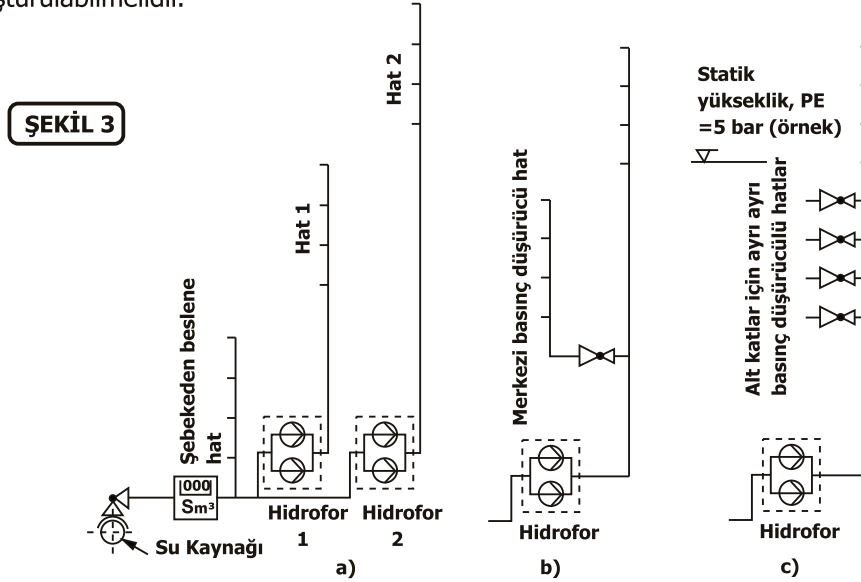 ŞEKİL 3
Şebekeden beslene
hat
Hat 1
Hat 2
000
Sm³
Su Kaynağı
Hidrofor
1
Hidrofor
2
a)
Merkezi basınç düşürücü hat
Hidrofor
b)
Statik
yükseklik, PE
=5 bar (örnek)
Alt katlar için ayrı ayrı
basınç düşürücülü hatlar
Hidrofor
c)